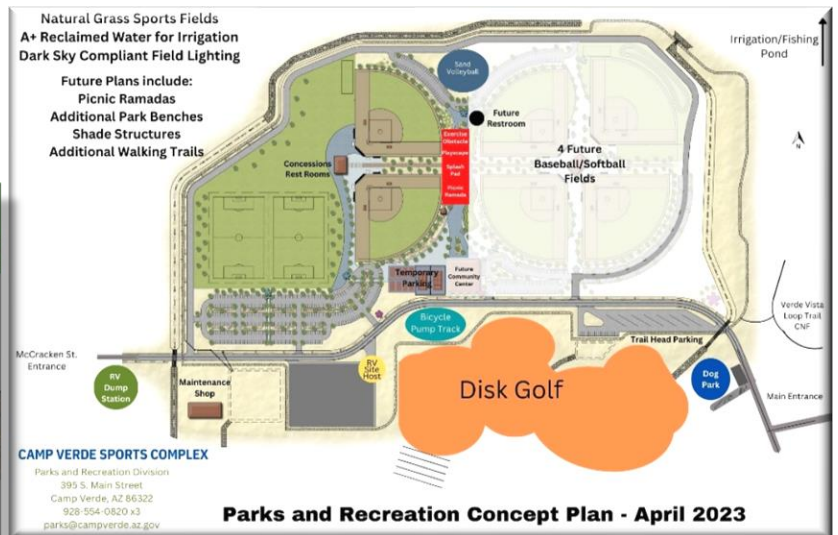 Natural Grass Sports Fields
A+ Reclaimed Water for Irrigation
Dark Sky Compliant Field Lighting
Future Plans include:
Picnic Ramadas
Additional Park Benches
Shade Structures
Additional Walking Trails
Irrigation/Fishing
Pond
Sand
Volleyball
Future
Restroom
Exercise
Obstacle
Playscape
Splash
Pad
Picnic
Ramada
4 Future
Baseball/Softball
Fields
Concessions
Rest Rooms
N
Temporary
Parking
Future
Community
Center
Bicycle
Pump Track
Verde Vista
Loop Trail
CNF
Trail Head Parking
McCracken St.
Entrance
RV
Dump
Station
Maintenance
Shop
RV
Site
Host
Disk Golf
Dog
Park
Main Entrance
CAMP VERDE SPORTS COMPLEX
Parks and Recreation Division
395 S. Main Street
Camp Verde, AZ 86322
928-554-0820 x3
parks@campverde.az.gov
Parks and Recreation Concept Plan - April 2023